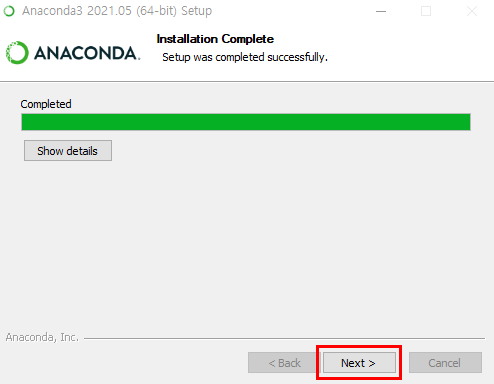 Anaconda3 2021.05 (64-bit) Setup
ANACONDA.
Installation Complete
Setup was completed successfully.
Completed
Show details
Anaconda, Inc.
< Back
Next >
Cancel